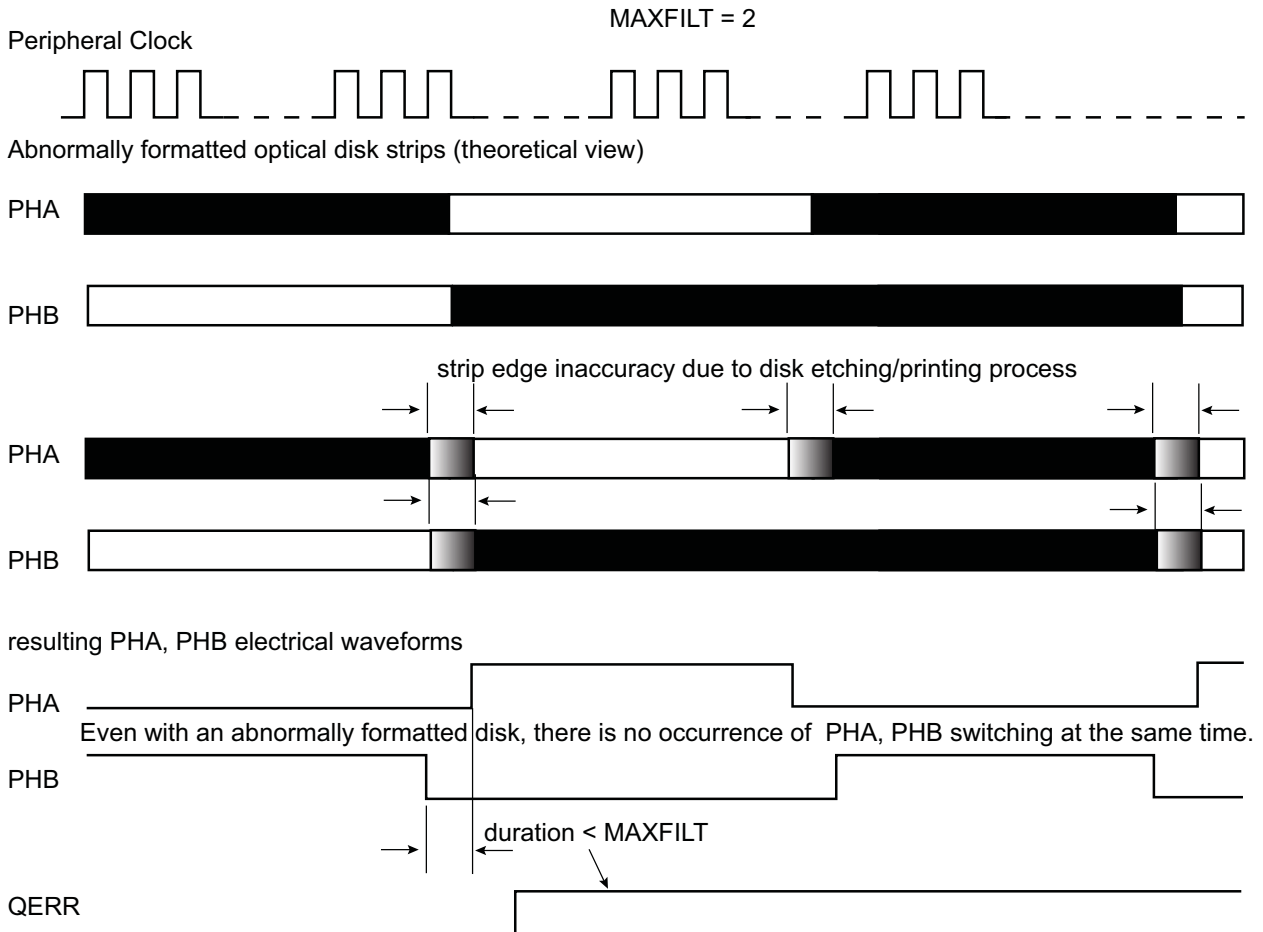 MAXFILT = 2
Peripheral Clock
Abnormally formatted optical disk strips (theoretical view)
PHA
PHB
strip edge inaccuracy due to disk etching/printing process
PHA
PHB
resulting PHA, PHB electrical waveforms
PHA
Even with an abnormally formatted disk, there is no occurrence of PHA, PHB switching at the same time.
PHB
duration < MAXFILT
QERR